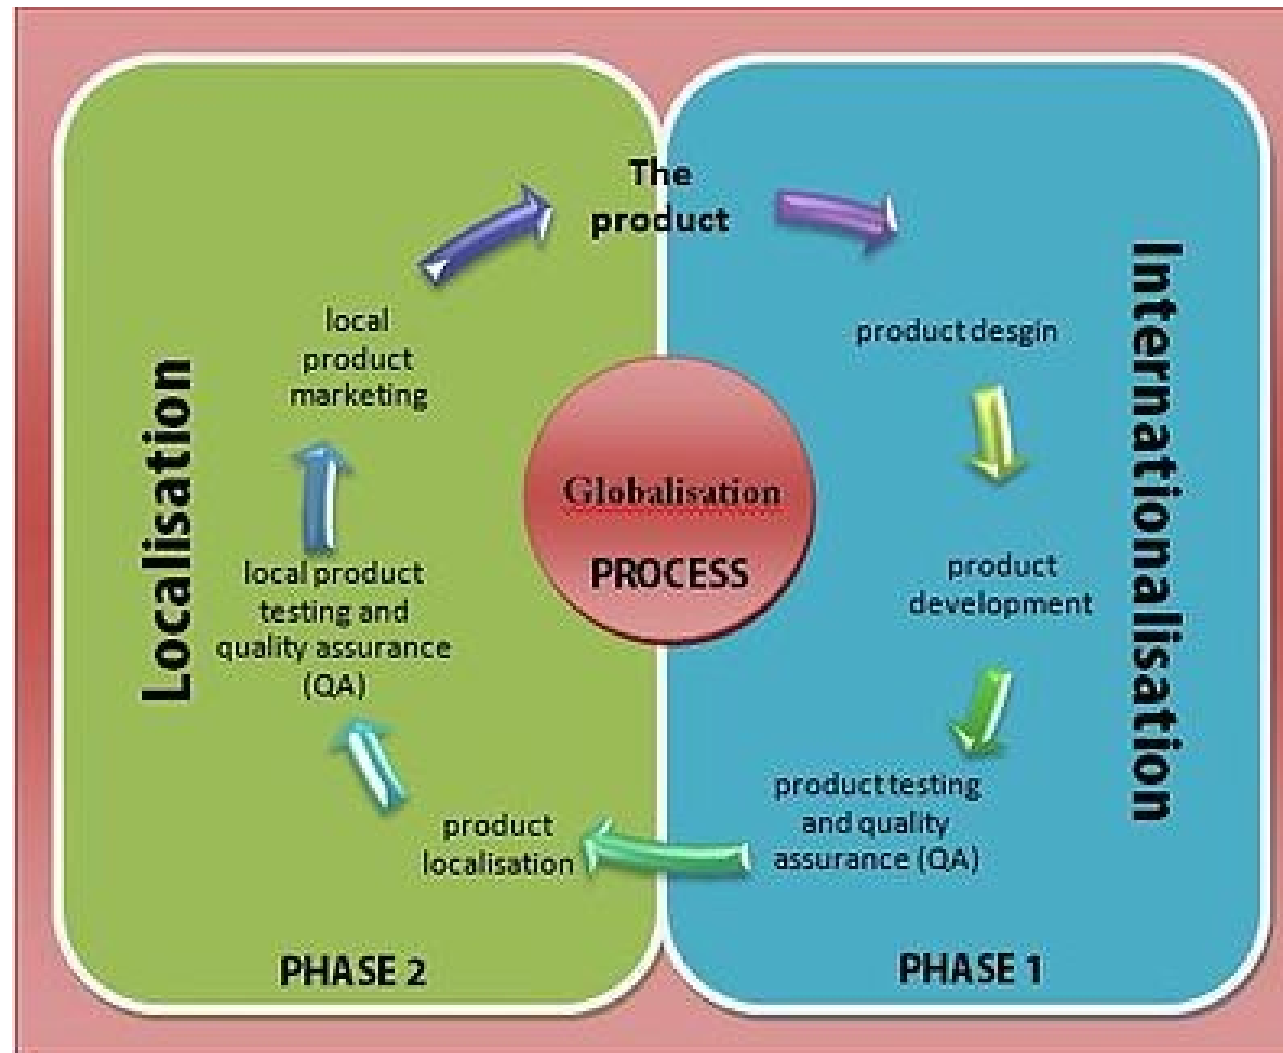 The
product
product desgin
product
development
product testing
and quality
assurance (QA)
product
localisation
local product
testing and
quality assurance
(QA)
local
product
marketing
Globalisation
PROCESS
Localisation
Internationalisation
PHASE 2
PHASE 1